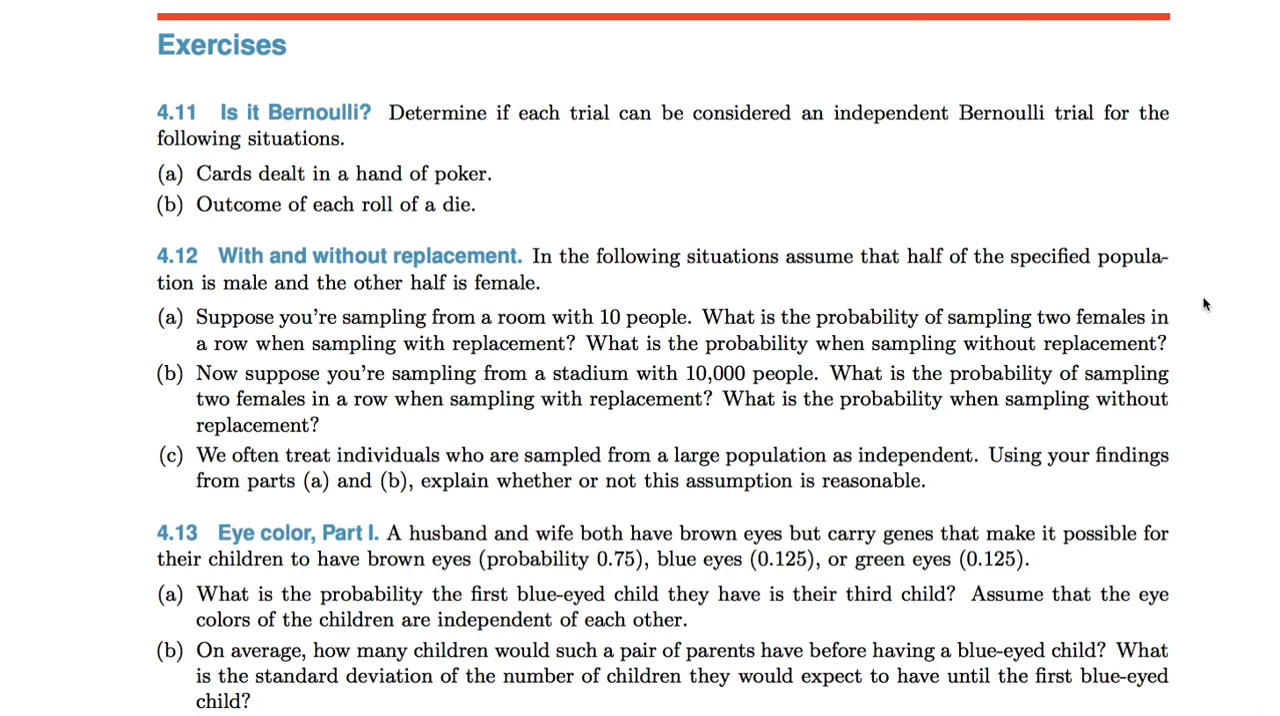 Exercises
4.11 Is it Bernoulli? Determine if each trial can be considered an independent Bernoulli trial for the
following situations.
(a) Cards dealt in a hand of poker.
(b) Outcome of each roll of a die.
4.12 With and without replacement. In the following situations assume that half of the specified popula-
tion is male and the other half is female.
(a) Suppose you're sampling from a room with 10 people. What is the probability of sampling two females in
a row when sampling with replacement? What is the probability when sampling without replacement?
(b) Now suppose you're sampling from a stadium with 10,000 people. What is the probability of sampling
two females in a row when sampling with replacement? What is the probability when sampling without
replacement?
(c) We often treat individuals who are sampled from a large population as independent. Using your findings
from parts (a) and (b), explain whether or not this assumption is reasonable.
4.13 Eye color, Part I. A husband and wife both have brown eyes but carry genes that make it possible for
their children to have brown eyes (probability 0.75), blue eyes (0.125), or green eyes (0.125).
(a) What is the probability the first blue-eyed child they have is their third child? Assume that the eye
colors of the children are independent of each other.
(b) On average, how many children would such a pair of parents have before having a blue-eyed child? What
is the standard deviation of the number of children they would expect to have until the first blue-eyed
child?